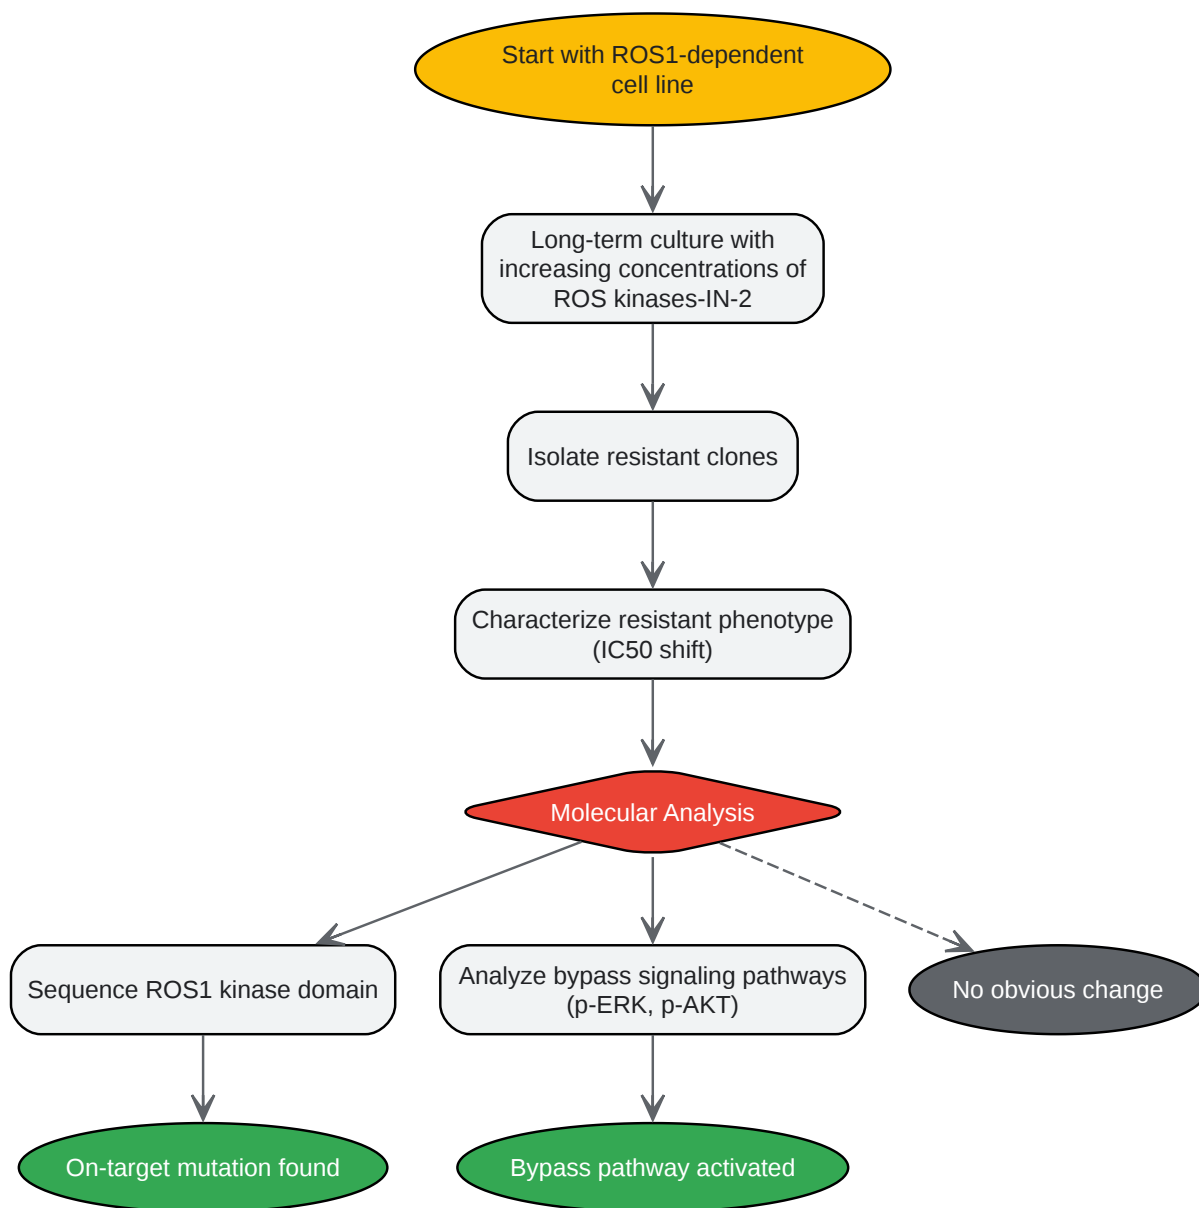 Start with ROS1-dependent
cell line
Long-term culture with
increasing concentrations of
ROS kinases-IN-2
Isolate resistant clones
Characterize resistant phenotype
(IC50 shift)
Molecular Analysis
Sequence ROS1 kinase domain
Analyze bypass signaling pathways
(p-ERK, p-AKT)
No obvious change
On-target mutation found
Bypass pathway activated